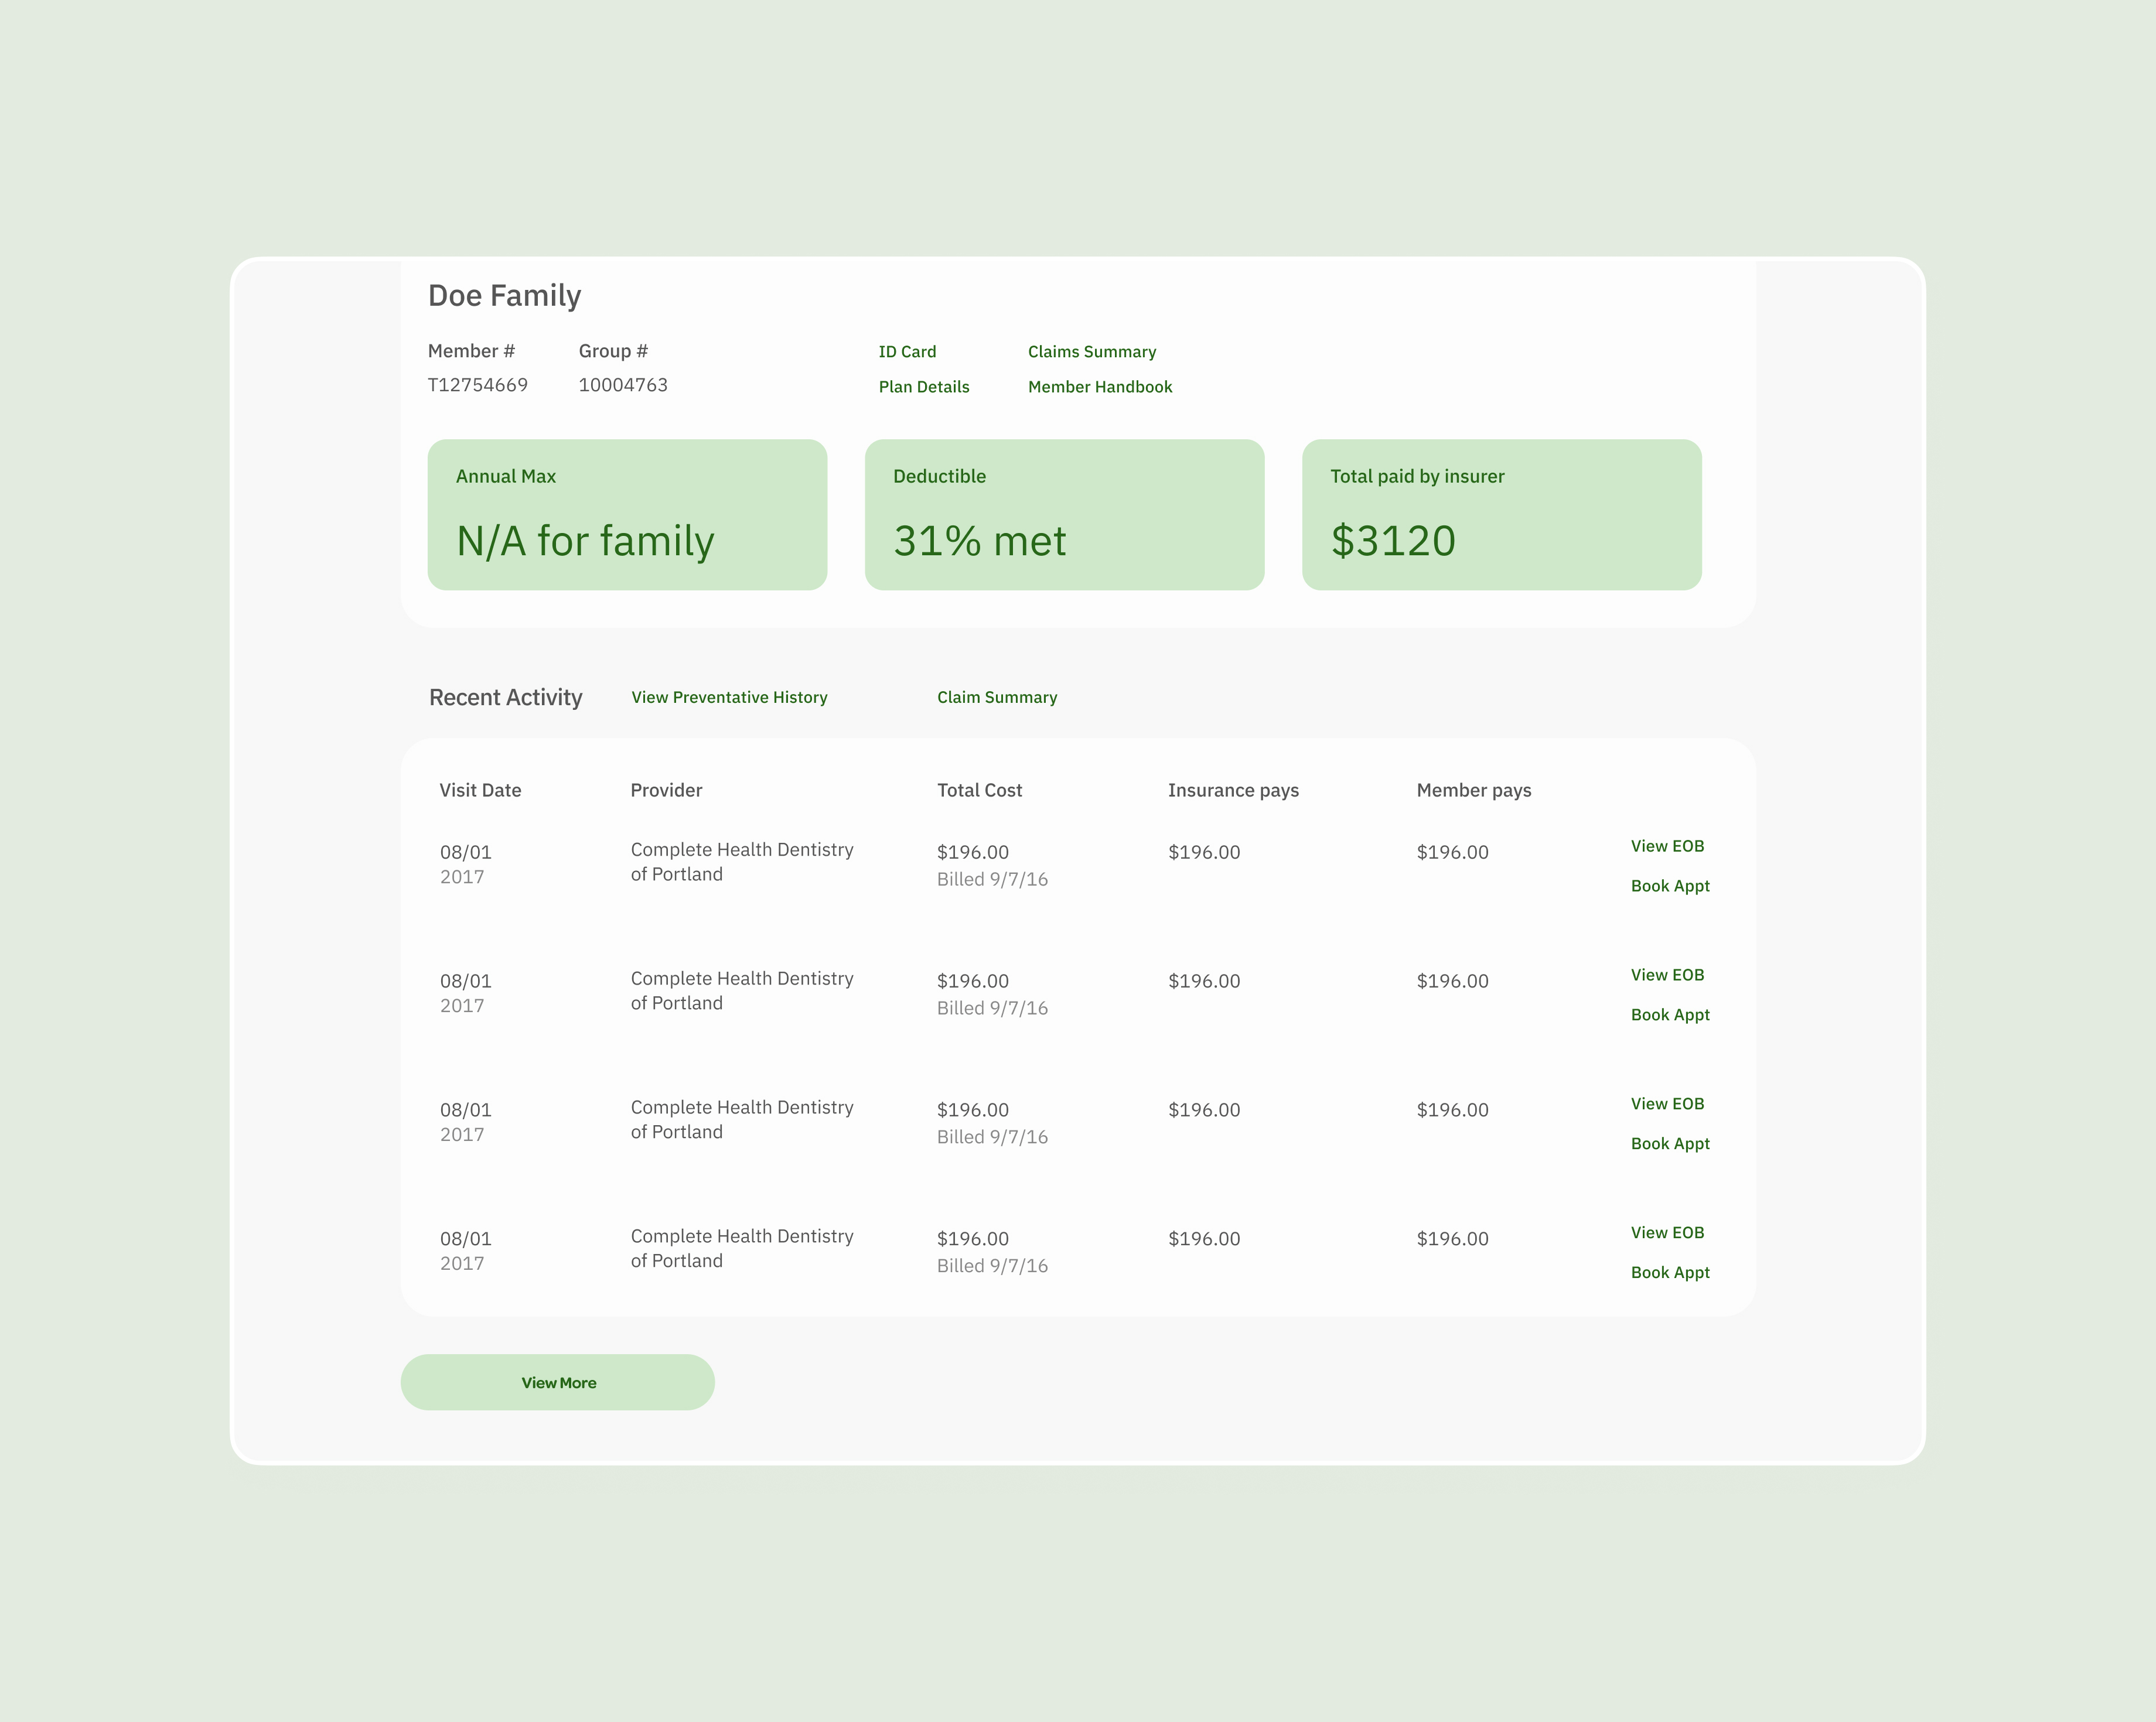 Doe Family
Member # Group # ID Card Claims Summary
T12754669 10004763 Plan Details Member Handbook
Annual Max Deductible Total paid by insurer
N/A for family 31% met $3120
Recent Activity View Preventative History Claim Summary
Visit Date Provider Total Cost Insurance pays Member pays
08/01 Complete Health Dentistry $196.00 $196.00 $196.00 View EOB
2017 of Portland Billed 9/7/16 Book Appt
08/01 Complete Health Dentistry $196.00 $196.00 $196.00 View EOB
2017 of Portland Billed 9/7/16 Book Appt
08/01 Complete Health Dentistry $196.00 $196.00 $196.00 View EOB
2017 of Portland Billed 9/7/16 Book Appt
08/01 Complete Health Dentistry $196.00 $196.00 $196.00 View EOB
2017 of Portland Billed 9/7/16 Book Appt
View More